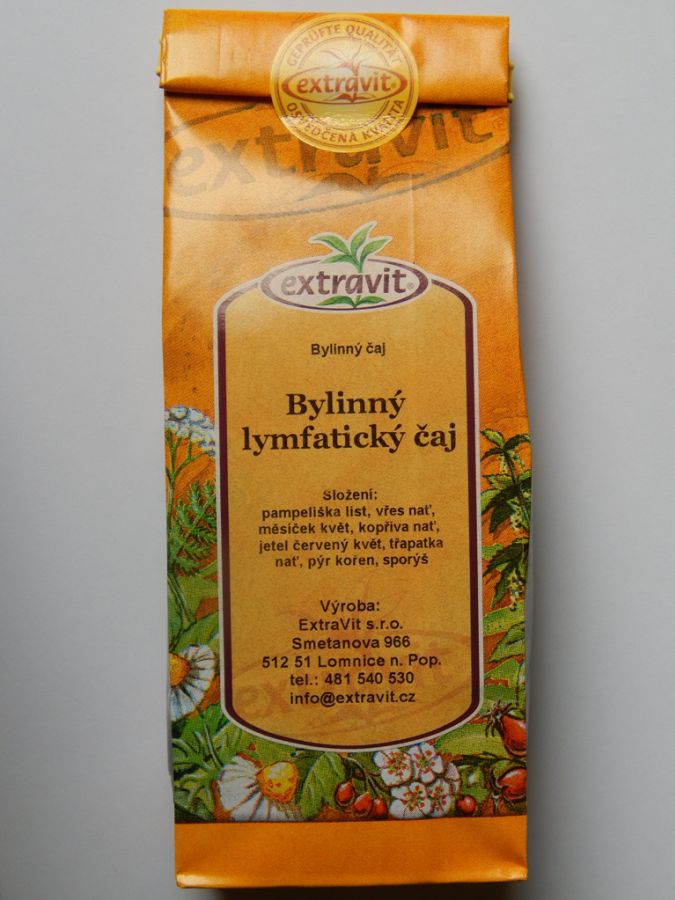 GEPRÜFTE QUALITÄT
extravit®
OSVĚDČENÁ KVALITA
extravit®
extravit®
Bylinný čaj
Bylinný
lymfatický čaj
Složení:
pampeliška list, vřes nať,
měsíček květ, kopřiva nať,
jetel červený květ, třapatka
nať, pýr kořen, sporýš
Výroba:
ExtraVit s.r.o.
Smetanova 966
512 51 Lomnice n. Pop.
tel.: 481 540 530
info@extravit.cz
extravit